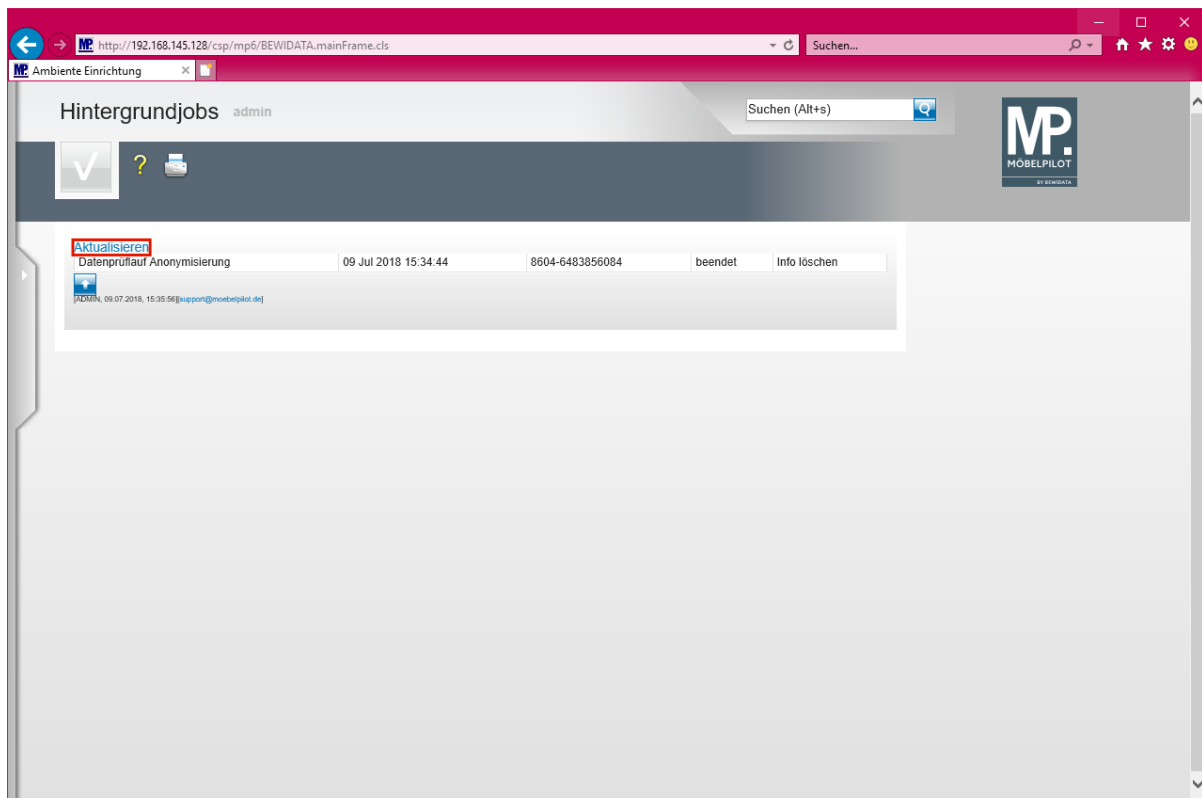 http://192.168.145.128/csp/mp6/BEWIDATA.mainFrame.cls
Suchen...
MP. Ambiente Einrichtung
Hintergrundjobs admin
Suchen (Alt+s)
MP.
MÖBELPILOT
BY BEWIDATA
?
Aktualisieren
Datenprüflauf Anonymisierung 09 Jul 2018 15:34:44 8604-6483856084 beendet Info löschen
[ADMIN, 09.07.2018, 15:35:56][support@moebelpilot.de]